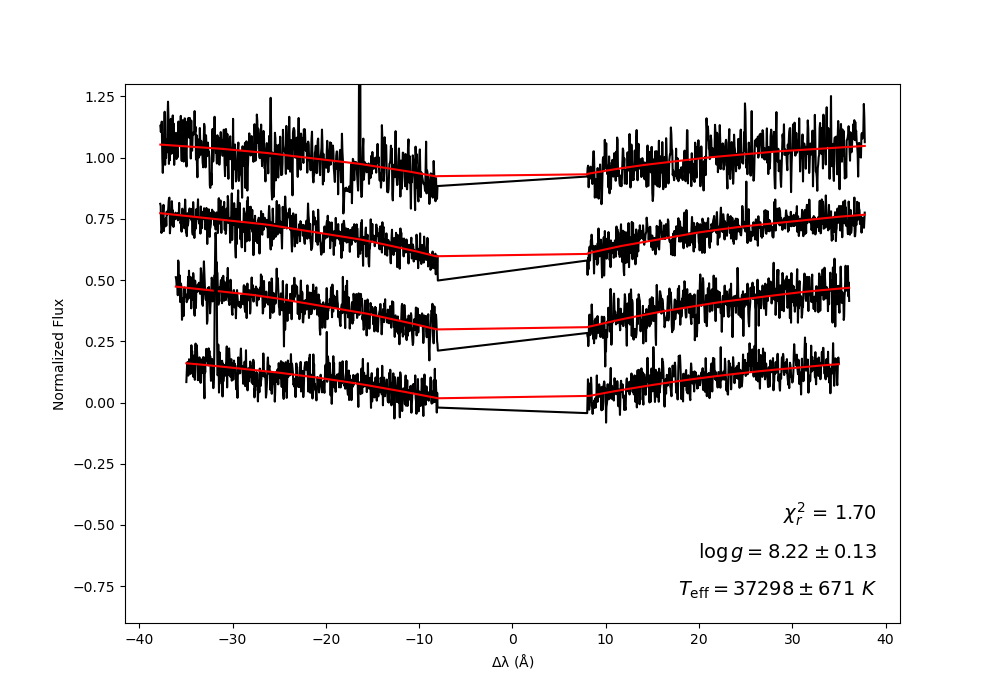 1.25
1.00
0.75
0.50
0.25
0.00
−0.25
−0.50
−0.75
Normalized Flux
χ²ᵣ = 1.70
log g = 8.22 ± 0.13
T_eff = 37298 ± 671 K
−40 −30 −20 −10 0 10 20 30 40
Δλ (Å)